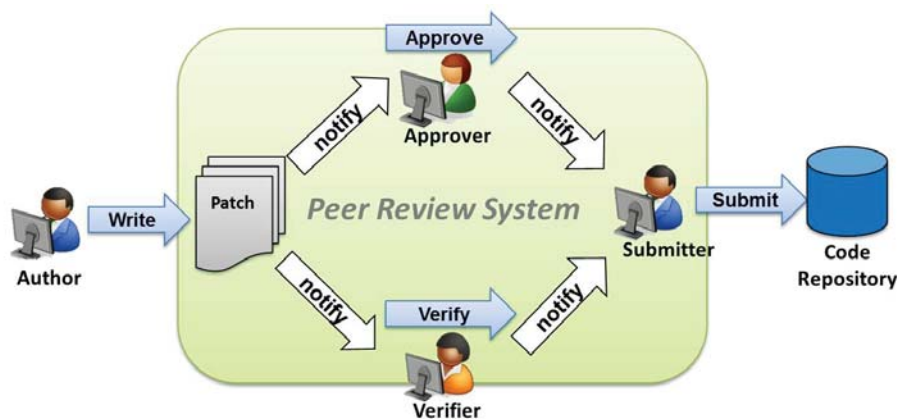 Approve
notify
notify
Approver
Patch
Peer Review System
Write
Submit
Author
Submitter
Code
Repository
notify
Verify
notify
Verifier